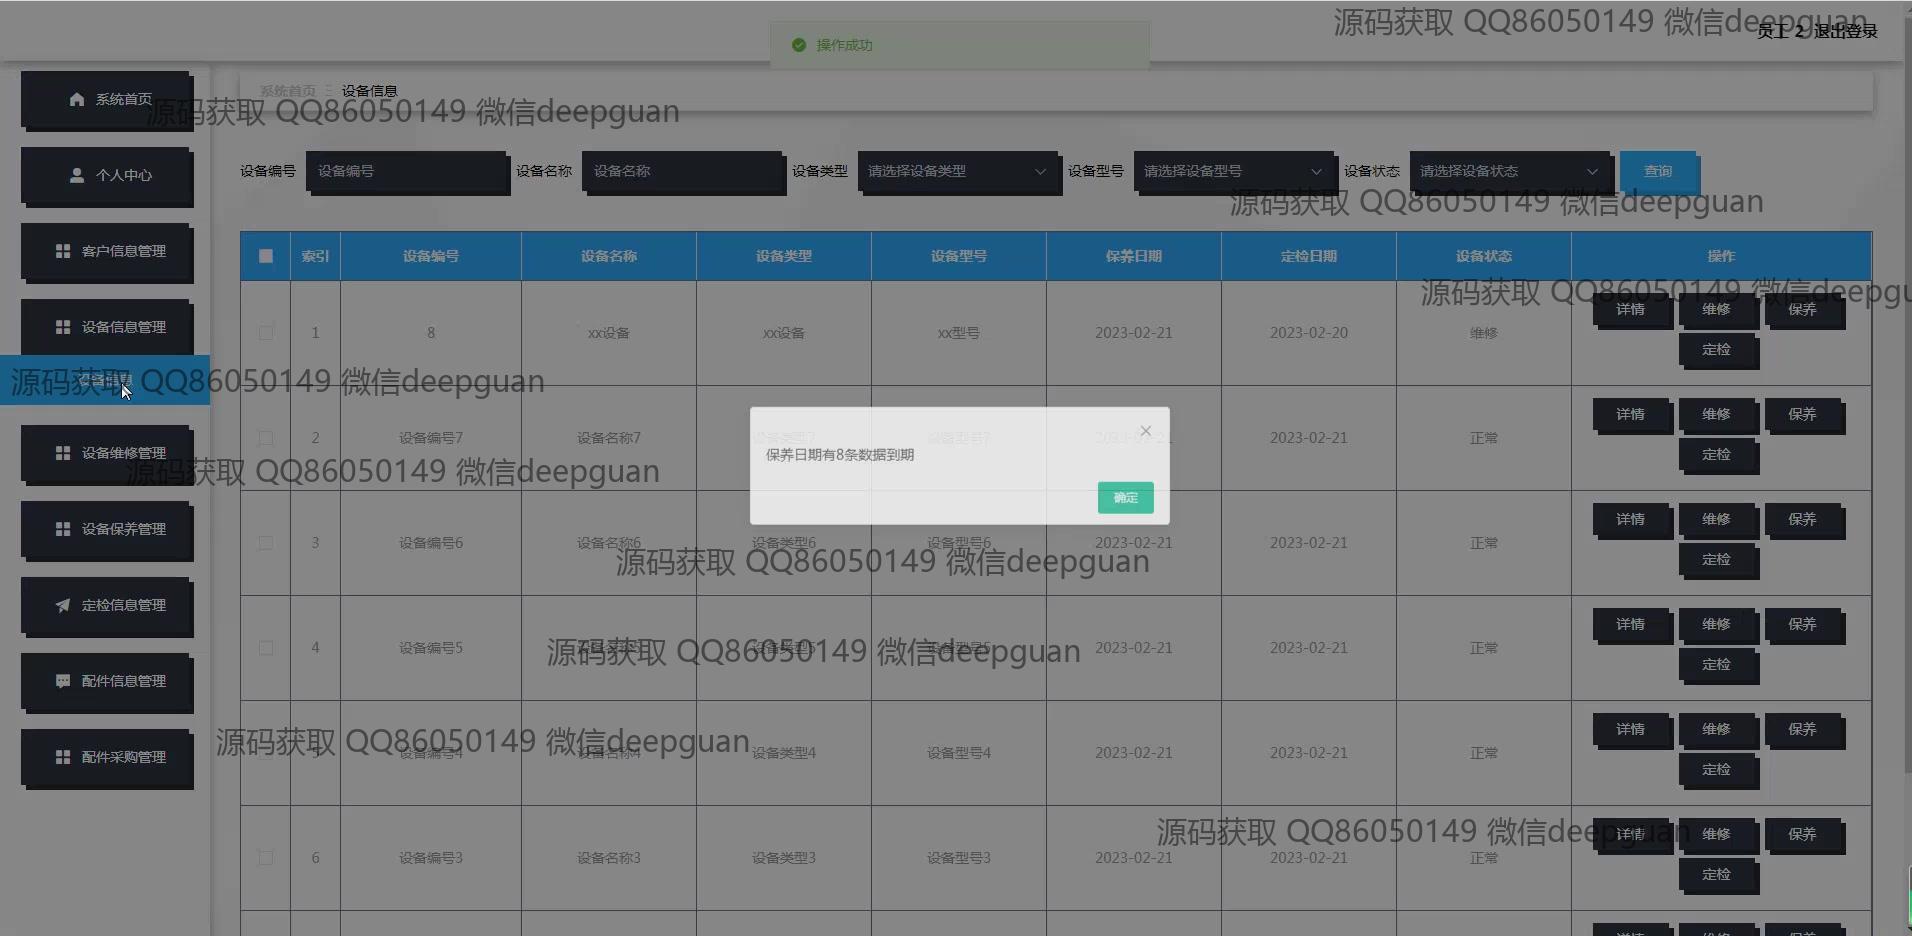 源码获取 QQ86050149 微信deepguan
操作成功
员工 2 退出登录
系统首页
系统首页 设备信息
源码获取 QQ86050149 微信deepguan
个人中心
设备编号 设备编号 设备名称 设备名称 设备类型 请选择设备类型 设备型号 请选择设备型号 设备状态 请选择设备状态 查询
源码获取 QQ86050149 微信deepguan
客户信息管理
索引 设备编号 设备名称 设备类型 设备型号 保养日期 定检日期 设备状态 操作
源码获取 QQ86050149 微信deepgu
设备信息管理
1 8 xx设备 xx设备 xx型号 2023-02-21 2023-02-20 维修 详情 维修 保养
定检
设备信息
源码获取 QQ86050149 微信deepguan
2 设备编号7 设备名称7 设备类型7 设备型号7 2023-02-21 2023-02-21 正常 详情 维修 保养
定检
保养日期有8条数据到期
确定
设备维修管理
源码获取 QQ86050149 微信deepguan
设备保养管理
3 设备编号6 设备名称6 设备类型6 设备型号6 2023-02-21 2023-02-21 正常 详情 维修 保养
定检
源码获取 QQ86050149 微信deepguan
定检信息管理
4 设备编号5 设备名称5 设备类型5 设备型号5 2023-02-21 2023-02-21 正常 详情 维修 保养
定检
源码获取 QQ86050149 微信deepguan
配件信息管理
5 设备编号4 设备名称4 设备类型4 设备型号4 2023-02-21 2023-02-21 正常 详情 维修 保养
定检
源码获取 QQ86050149 微信deepguan
配件采购管理
6 设备编号3 设备名称3 设备类型3 设备型号3 2023-02-21 2023-02-21 正常 详情 维修 保养
定检
源码获取 QQ86050149 微信deepguan